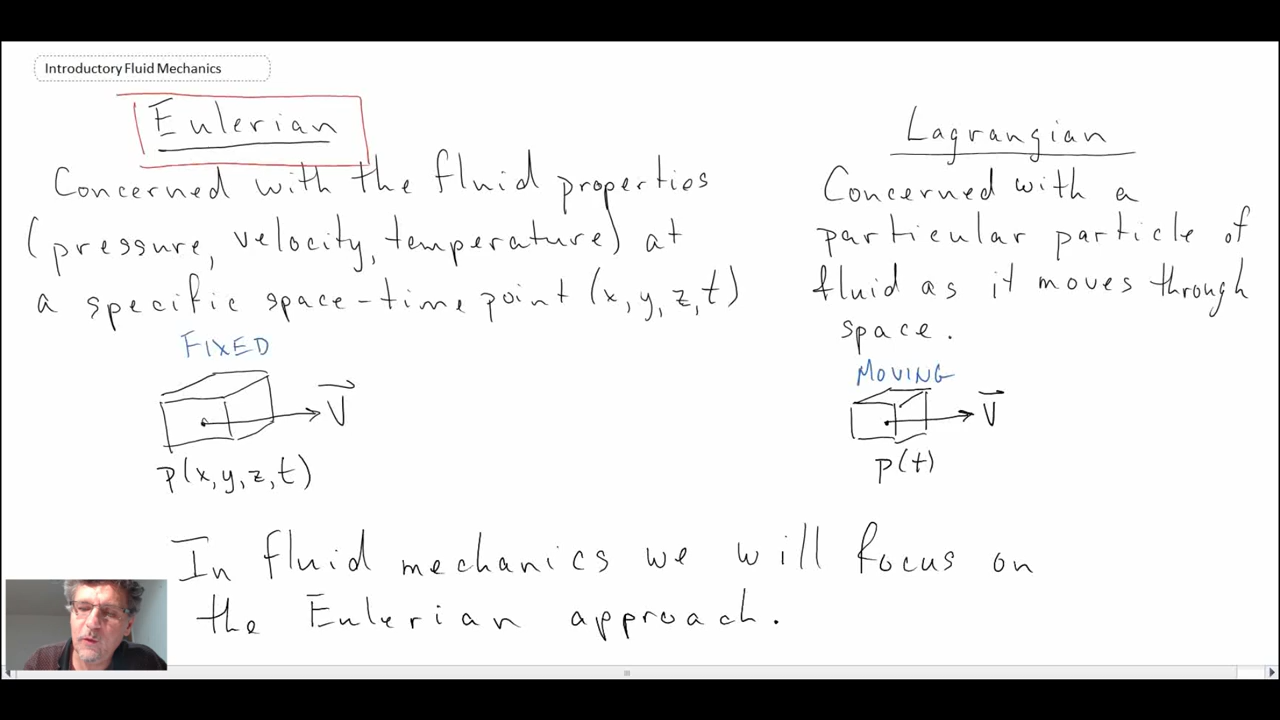 Introductory Fluid Mechanics
Eulerian
Concerned with the fluid properties
(pressure, velocity, temperature) at
a specific space-time point (x, y, z, t)
FIXED
V
p(x, y, z, t)
Lagrangian
Concerned with a
particular particle of
fluid as it moves through
space.
MOVING
V
p(t)
In fluid mechanics we will focus on
the Eulerian approach.